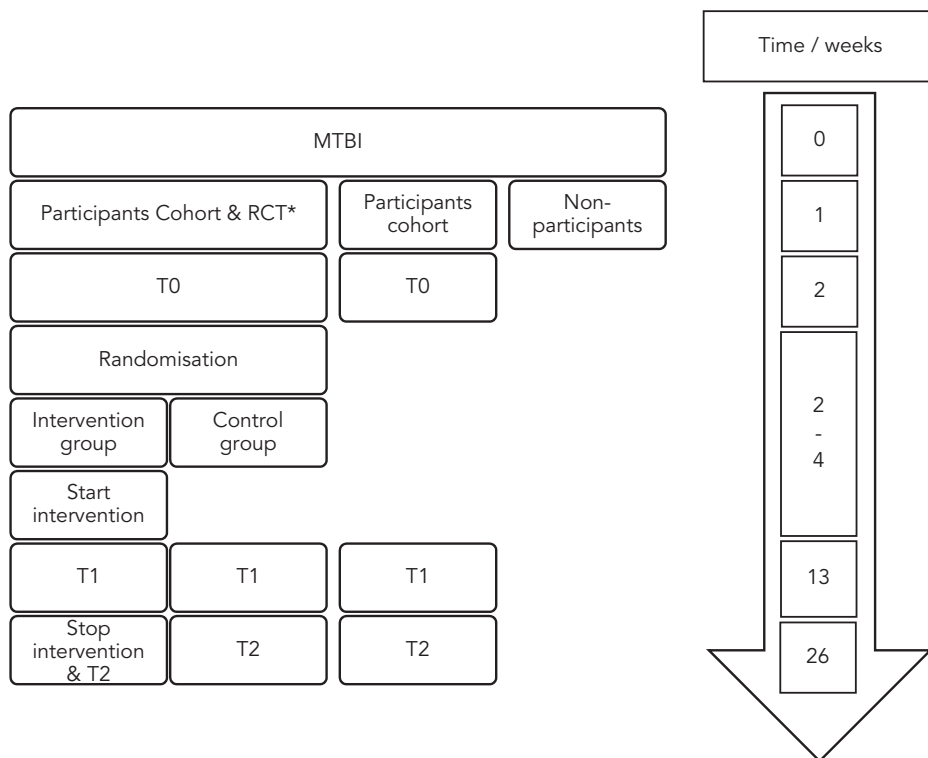 Time / weeks
MTBI
0
Participants Cohort & RCT*
Participants
cohort
Non-
participants
1
T0
T0
2
Randomisation
Intervention
group
Control
group
2
-
4
Start
intervention
T1
T1
T1
13
Stop
intervention
& T2
T2
T2
26